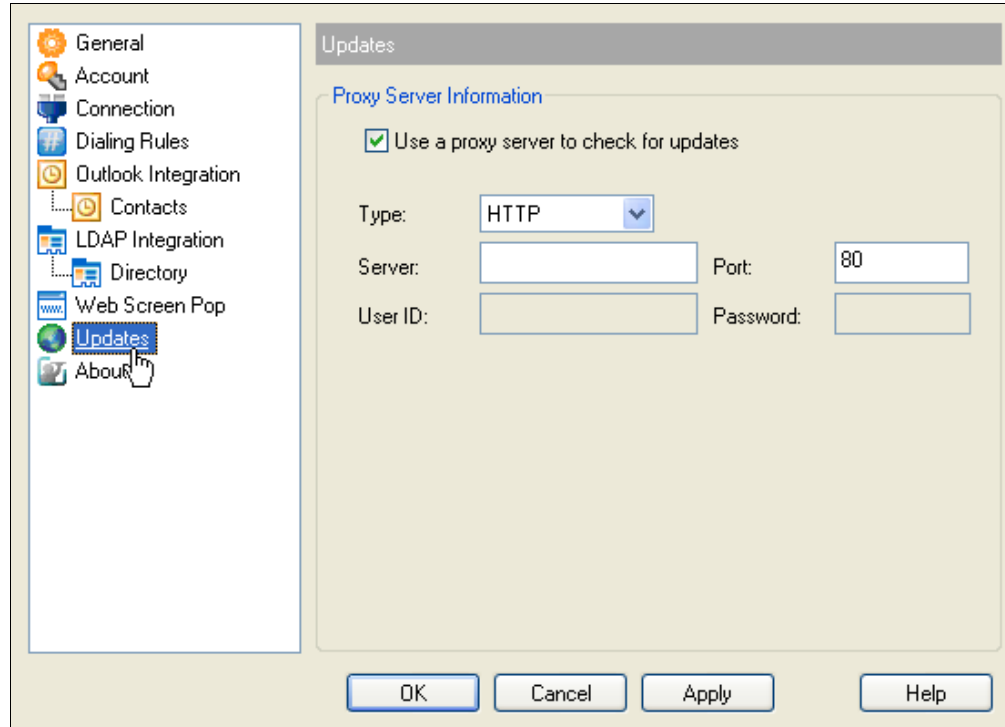 General
Account
Connection
Dialing Rules
Outlook Integration
Contacts
LDAP Integration
Directory
www.
Web Screen Pop
Updates
Updates
Proxy Server Information
Use a proxy server to check for updates
Type: HTTP
Server: Port: 80
User ID: Password:
OK Cancel Apply Help